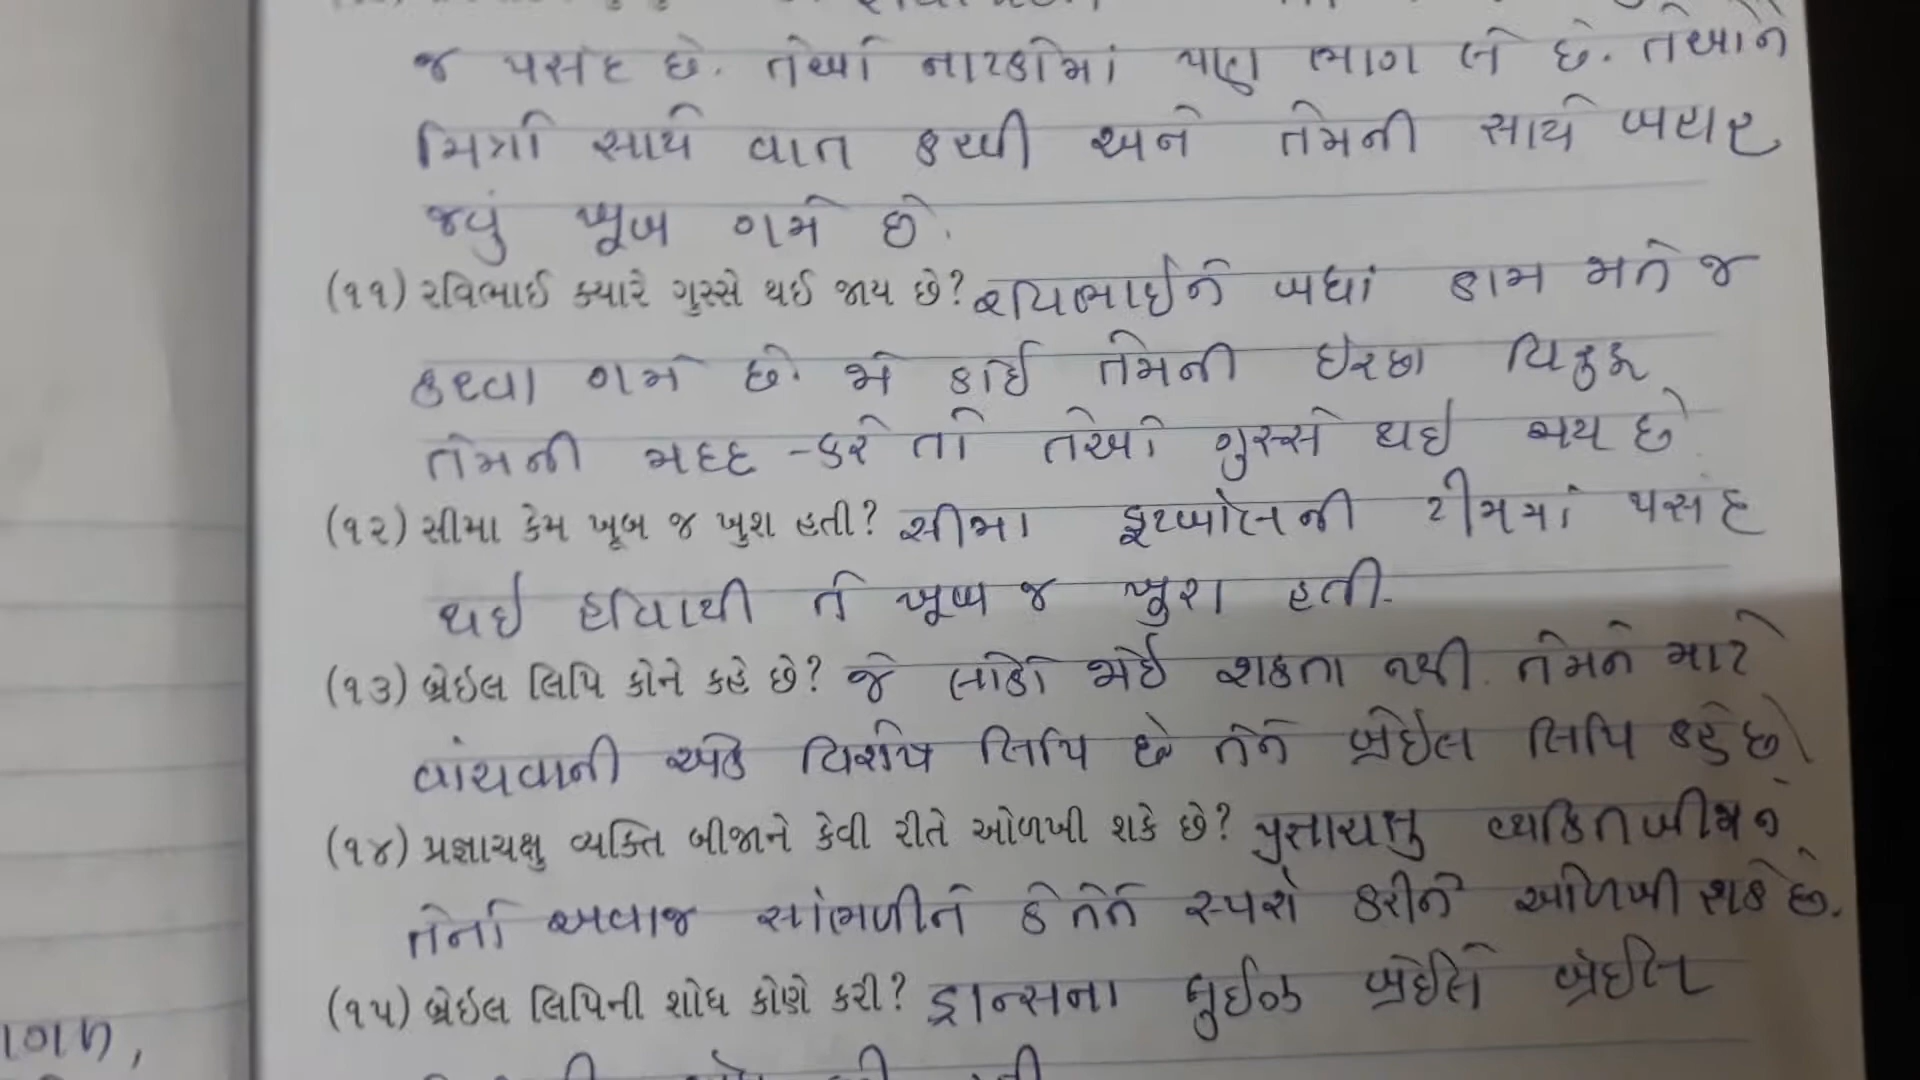 જ પસંદ છે. તેઓ નાટકોમાં પણ ભાગ લે છે. તેઓને
મિત્રો સાથે વાત કરવી અને તેમની સાથે બહાર
જવું ખૂબ ગમે છે.
(૧૧) રવિભાઈ ક્યારે ગુસ્સે થઈ જાય છે? રવિભાઈને બધાં કામ મતે જ
કરવા ગમે છે. જો કોઈ તેમની ઈચ્છા વિરુદ્ધ
તેમની મદદ કરે તો તેઓ ગુસ્સે થઈ જાય છે
(૧૨) સીમા કેમ ખૂબ જ ખુશ હતી? સીમા ફૂટબોલની ટીમમાં પસંદ
થઈ હોવાથી તે ખૂબ જ ખુશ હતી.
(૧૩) બ્રેઇલ લિપિ કોને કહે છે? જે લોકો જોઈ શકતા નથી. તેમને માટે
વાંચવાની એક વિશેષ લિપિ છે તેને બ્રેઈલ લિપિ કહે છે
(૧૪) પ્રજ્ઞાચક્ષુ વ્યક્તિ બીજાને કેવી રીતે ઓળખી શકે છે? પ્રજ્ઞાચક્ષુ વ્યક્તિ બીજાને
તેનો અવાજ સાંભળીને કે તેને સ્પર્શ કરીને ઓળખી શકે છે.
(૧૫) બ્રેઇલ લિપિની શોધ કોણે કરી? ફ્રાન્સના લુઈસ બ્રેઈલે બ્રેઈલ